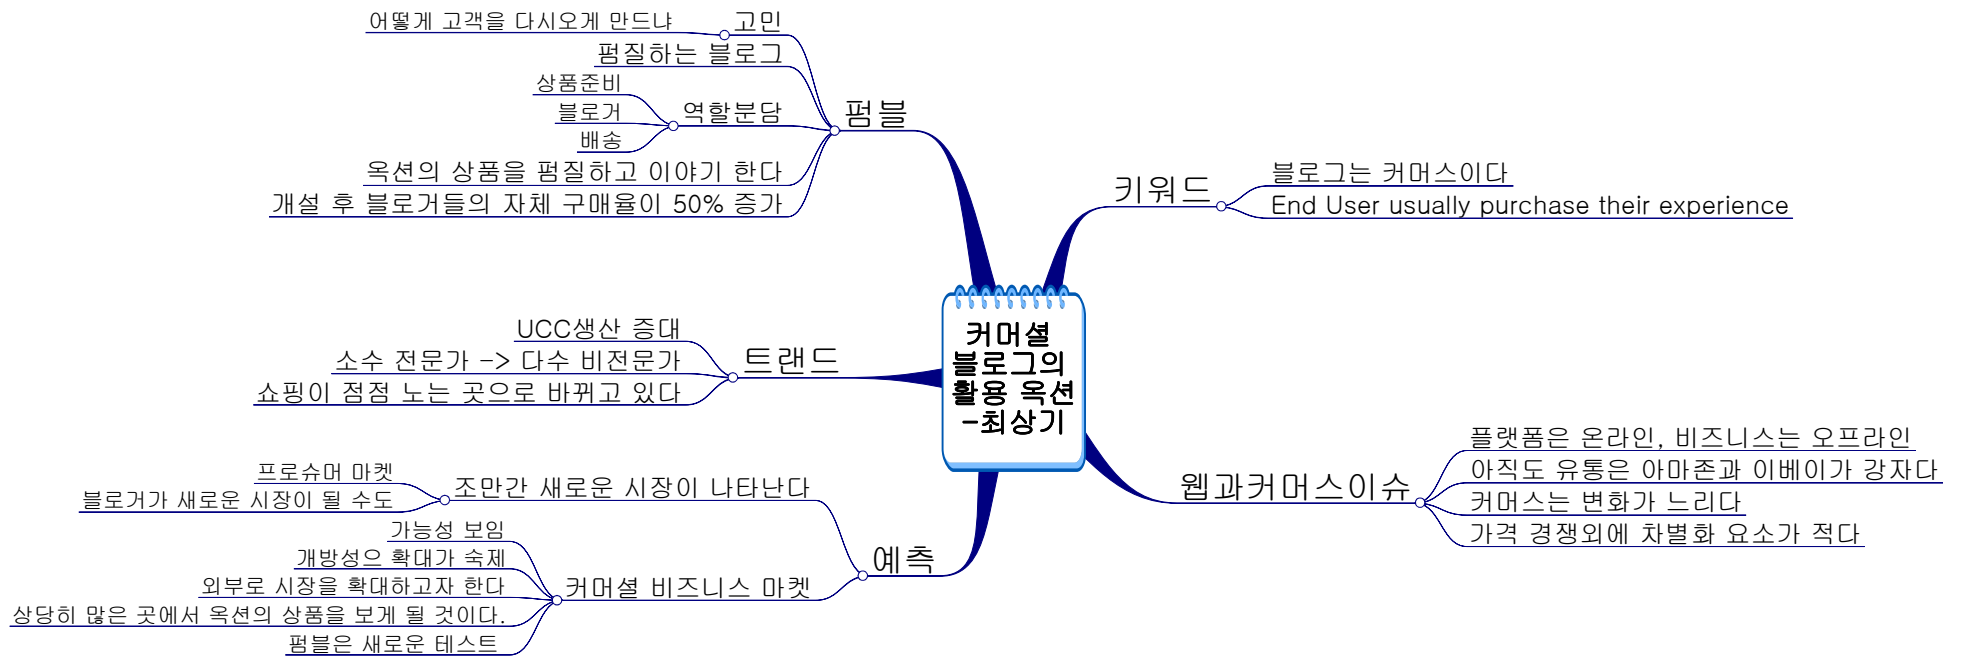 커머셜
블로그의
활용 옥션
-최상기
키워드
블로그는 커머스이다
End User usually purchase their experience
웹과커머스이슈
플랫폼은 온라인, 비즈니스는 오프라인
아직도 유통은 아마존과 이베이가 강자다
커머스는 변화가 느리다
가격 경쟁외에 차별화 요소가 적다
펌블
고민
어떻게 고객을 다시오게 만드냐
펌질하는 블로그
역할분담
상품준비
블로거
배송
옥션의 상품을 펌질하고 이야기 한다
개설 후 블로거들의 자체 구매율이 50% 증가
트랜드
UCC생산 증대
소수 전문가 -> 다수 비전문가
쇼핑이 점점 노는 곳으로 바뀌고 있다
예측
조만간 새로운 시장이 나타난다
프로슈머 마켓
블로거가 새로운 시장이 될 수도
커머셜 비즈니스 마켓
가능성 보임
개방성으 확대가 숙제
외부로 시장을 확대하고자 한다
상당히 많은 곳에서 옥션의 상품을 보게 될 것이다.
펌블은 새로운 테스트